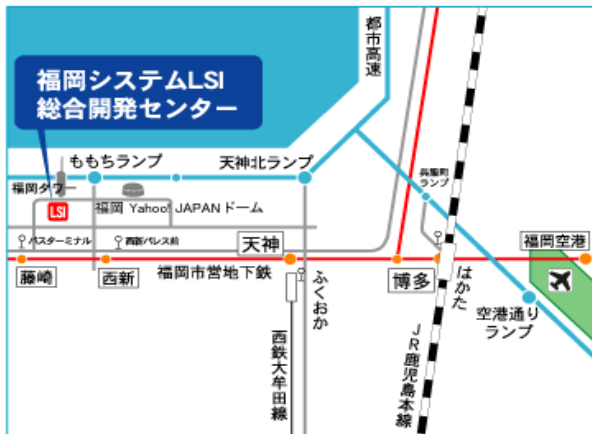 都市高速
福岡システムLSI
総合開発センター
ももちランプ
天神北ランプ
呉服町
ランプ
福岡タワー
LSI
福岡 Yahoo! JAPANドーム
バスターミナル
西新パレス前
天神
福岡空港
藤崎
西新
福岡市営地下鉄
博多
はかた
ふくおか
空港通り
ランプ
西鉄大牟田線
JR鹿児島本線